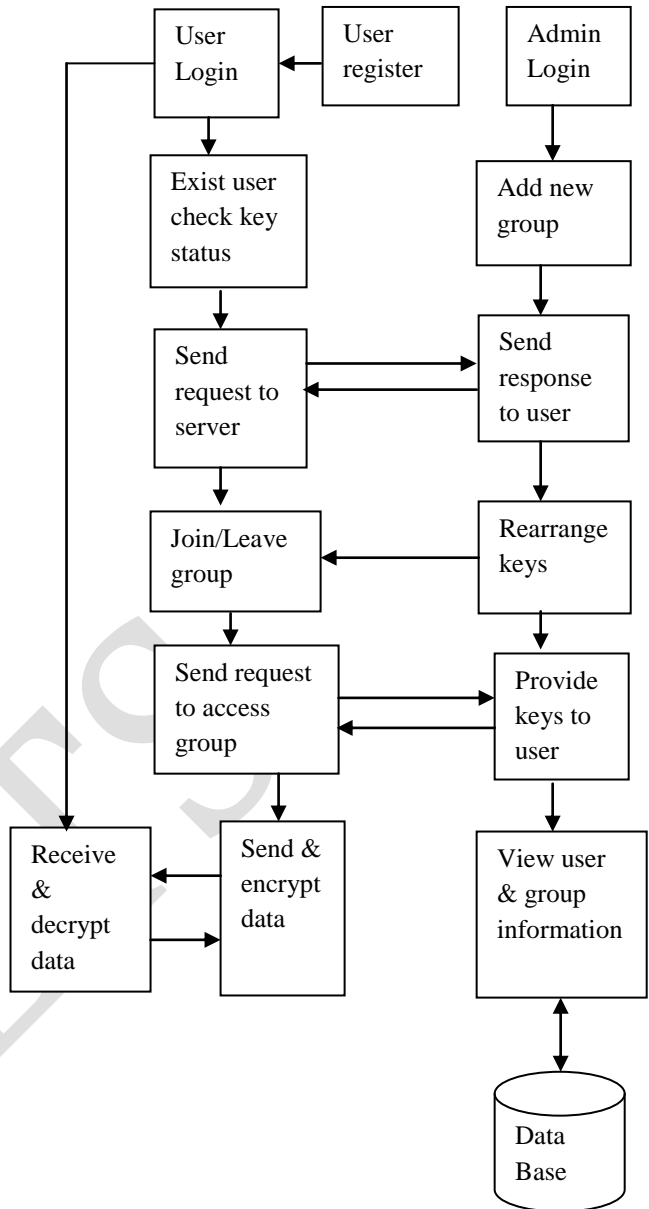 User
Login
User
register
Admin
Login
Exist user
check key
status
Add new
group
Send
request to
server
Send
response
to user
Join/Leave
group
Rearrange
keys
Send request
to access
group
Provide
keys to
user
Receive
&
decrypt
data
Send &
encrypt
data
View user
& group
information
Data
Base